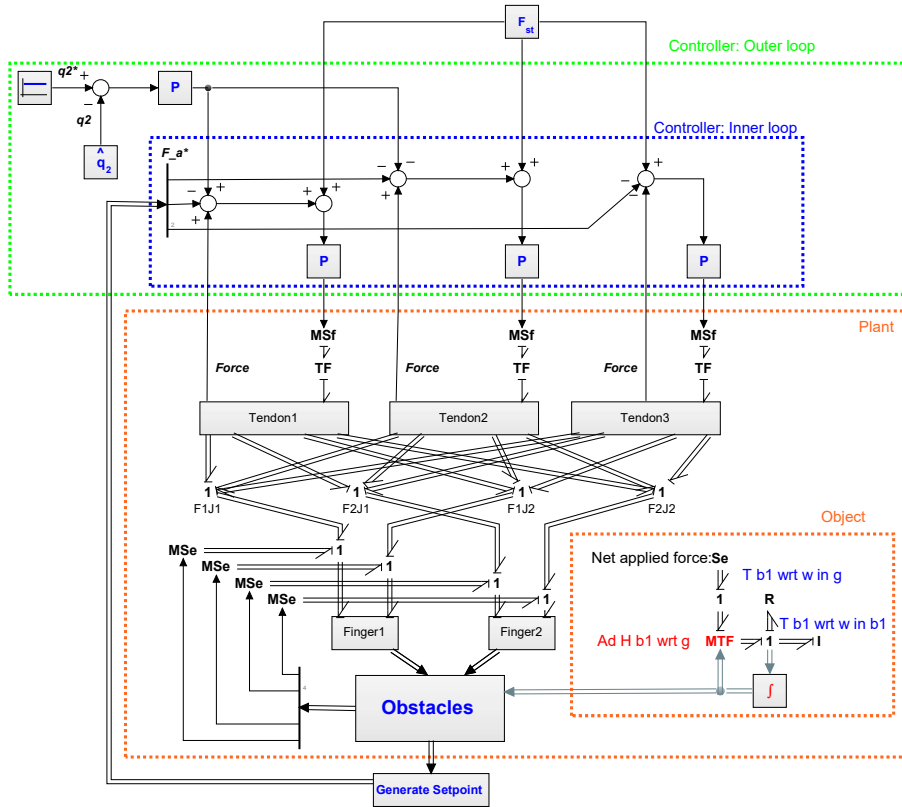 F_st
Controller: Outer loop
q2*
+
P
−
q2
^q_2
Controller: Inner loop
F_a*
− + − − + − +
− + + + −
+ +
2
P P P
Plant
MSf MSf MSf
Force TF Force TF Force TF
Tendon1 Tendon2 Tendon3
1 1 1 1
F1J1 F2J1 F1J2 F2J2
Object
MSe 1
MSe 1
MSe 1
MSe 1
Net applied force:Se
T b1 wrt w in g
1 R
T b1 wrt w in b1
Finger1 Finger2
Ad H b1 wrt g MTF 1 I
∫
4
Obstacles
Generate Setpoint